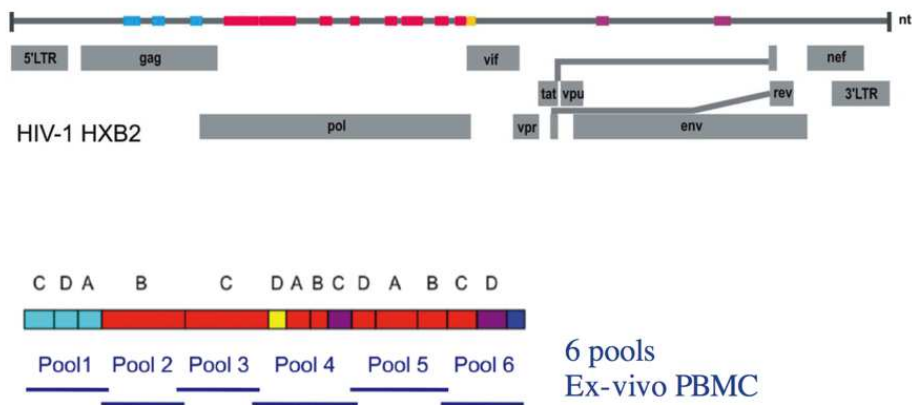 nt
5'LTR gag vif nef
tat vpu rev 3'LTR
HIV-1 HXB2 pol vpr env
C D A B C D A B C D A B C D
Pool1 Pool 2 Pool 3 Pool 4 Pool 5 Pool 6
6 pools
Ex-vivo PBMC